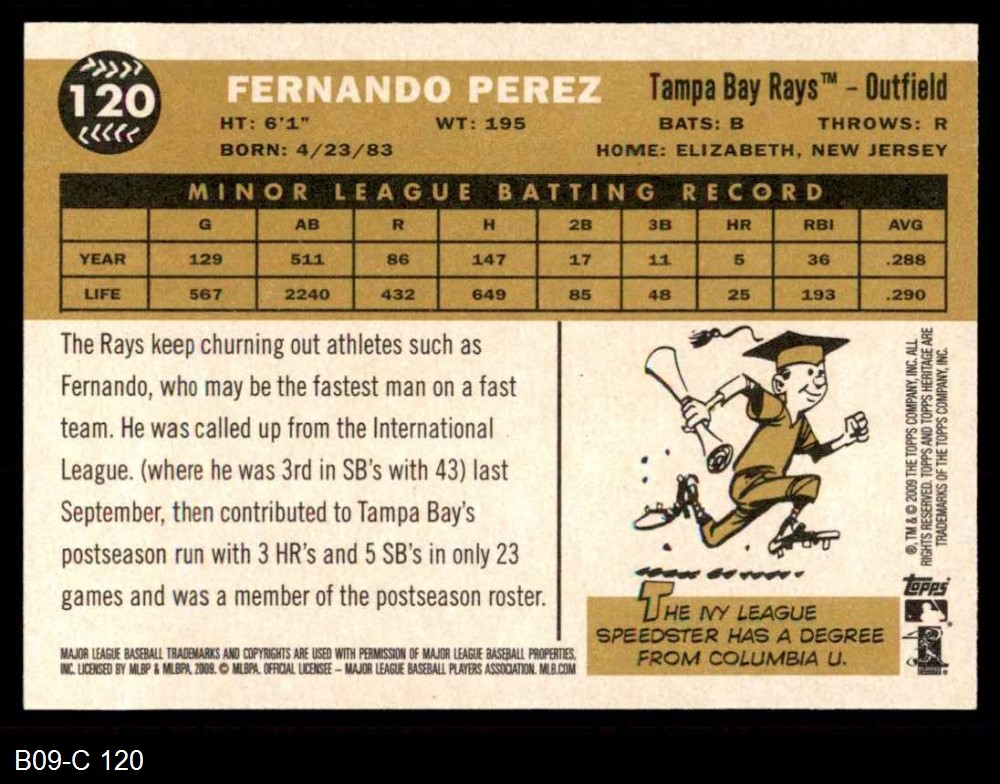 120
FERNANDO PEREZ
Tampa Bay Rays™ – Outfield
HT: 6'1" WT: 195 BATS: B THROWS: R
BORN: 4/23/83 HOME: ELIZABETH, NEW JERSEY
MINOR LEAGUE BATTING RECORD
G AB R H 2B 3B HR RBI AVG
YEAR 129 511 86 147 17 11 5 36 .288
LIFE 567 2240 432 649 85 48 25 193 .290
The Rays keep churning out athletes such as
Fernando, who may be the fastest man on a fast
team. He was called up from the International
League. (where he was 3rd in SB's with 43) last
September, then contributed to Tampa Bay's
postseason run with 3 HR's and 5 SB's in only 23
games and was a member of the postseason roster.
THE IVY LEAGUE
SPEEDSTER HAS A DEGREE
FROM COLUMBIA U.
®, TM & © 2009 THE TOPPS COMPANY, INC. ALL
RIGHTS RESERVED. TOPPS AND TOPPS HERITAGE ARE
TRADEMARKS OF THE TOPPS COMPANY, INC.
topps
MAJOR LEAGUE BASEBALL TRADEMARKS AND COPYRIGHTS ARE USED WITH PERMISSION OF MAJOR LEAGUE BASEBALL PROPERTIES,
INC. LICENSED BY MLBP & MLBPA, 2009. © MLBPA. OFFICIAL LICENSEE – MAJOR LEAGUE BASEBALL PLAYERS ASSOCIATION. MLB.COM
B09-C 120